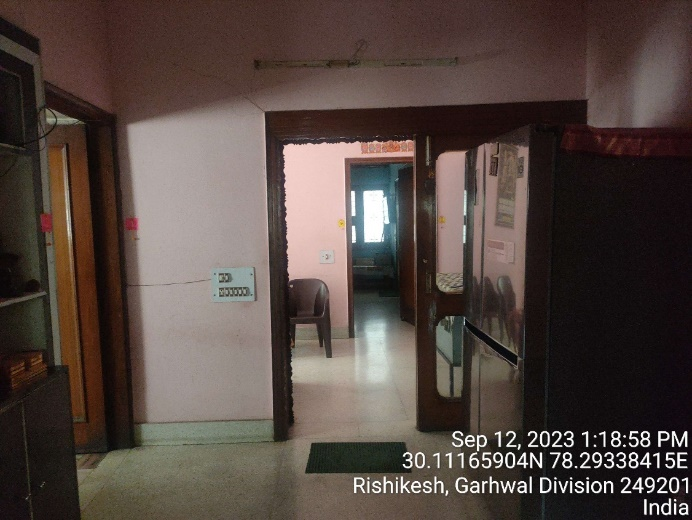 Sep 12, 2023 1:18:58 PM
30.11165904N 78.29338415E
Rishikesh, Garhwal Division 249201
India